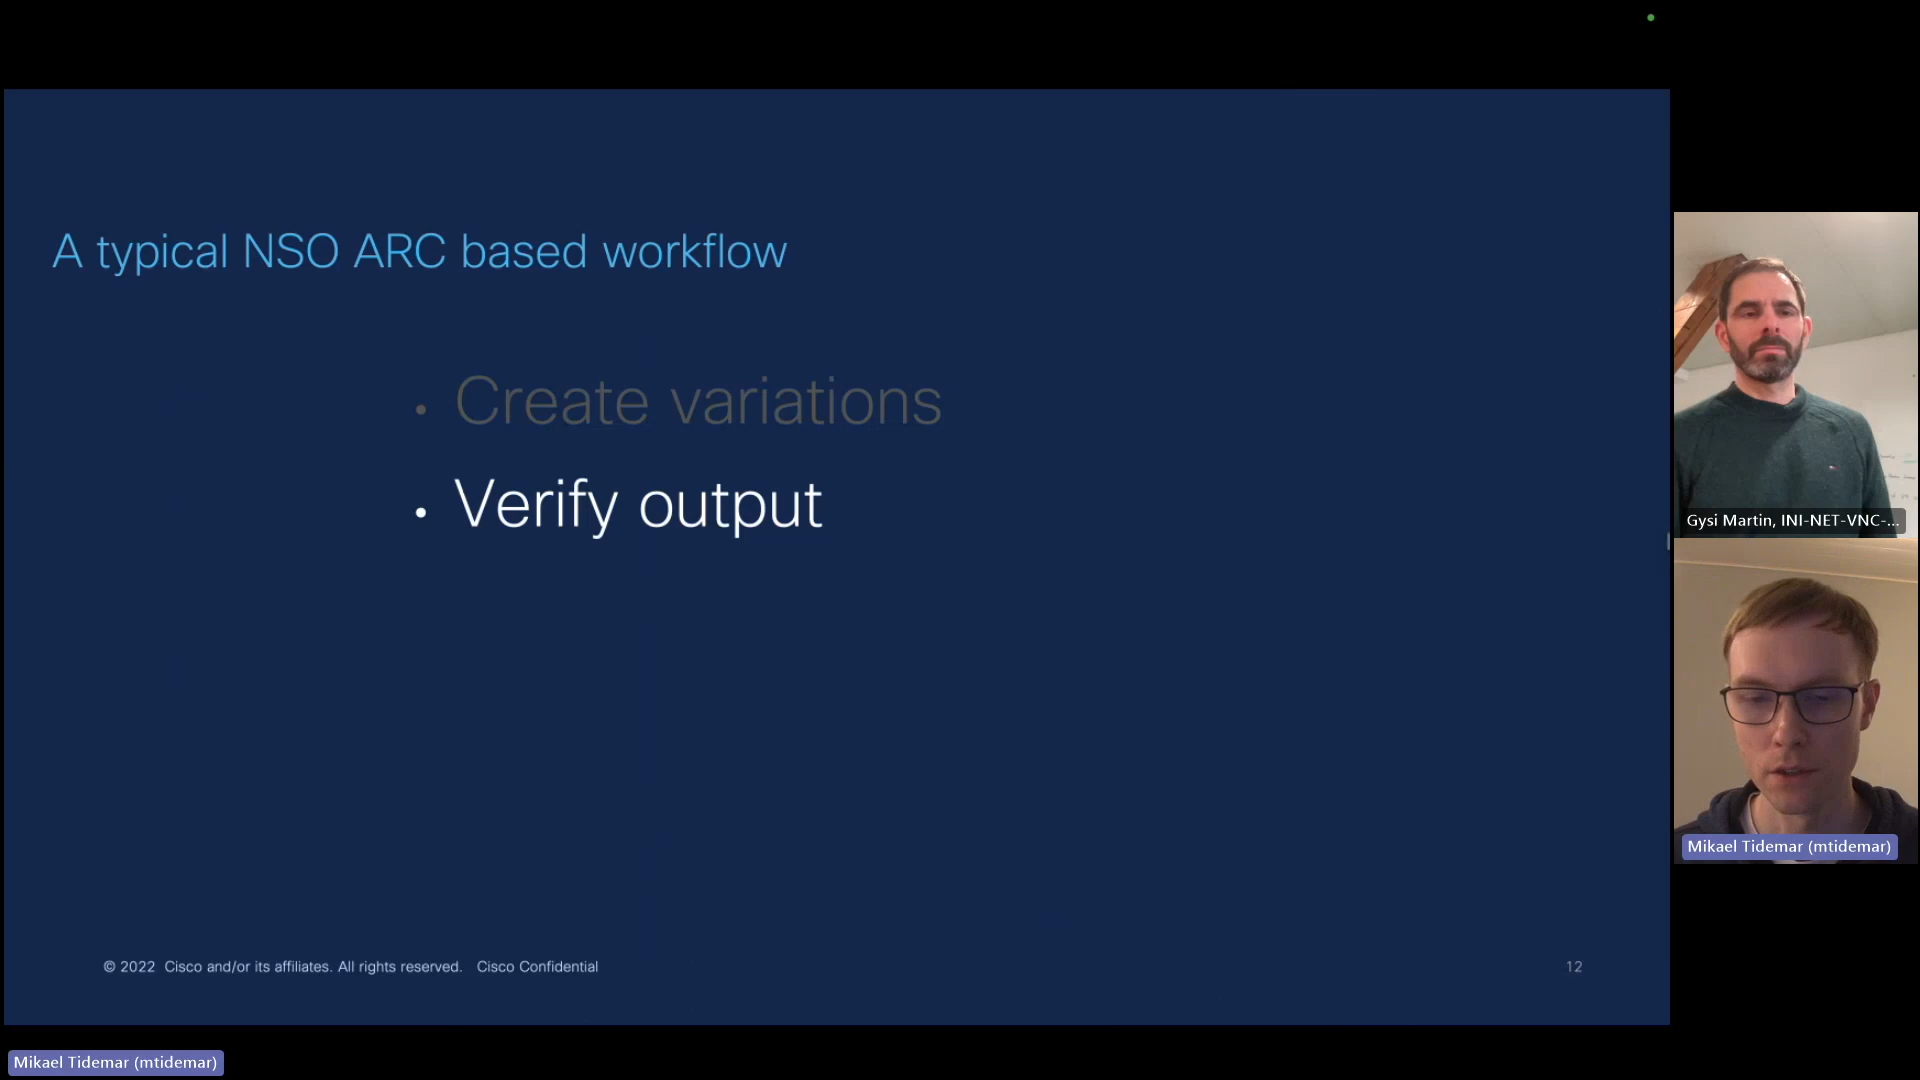 A typical NSO ARC based workflow
• Create variations
• Verify output
© 2022 Cisco and/or its affiliates. All rights reserved. Cisco Confidential
12
Gysi Martin, INI-NET-VNC-...
Mikael Tidemar (mtidemar)
Mikael Tidemar (mtidemar)